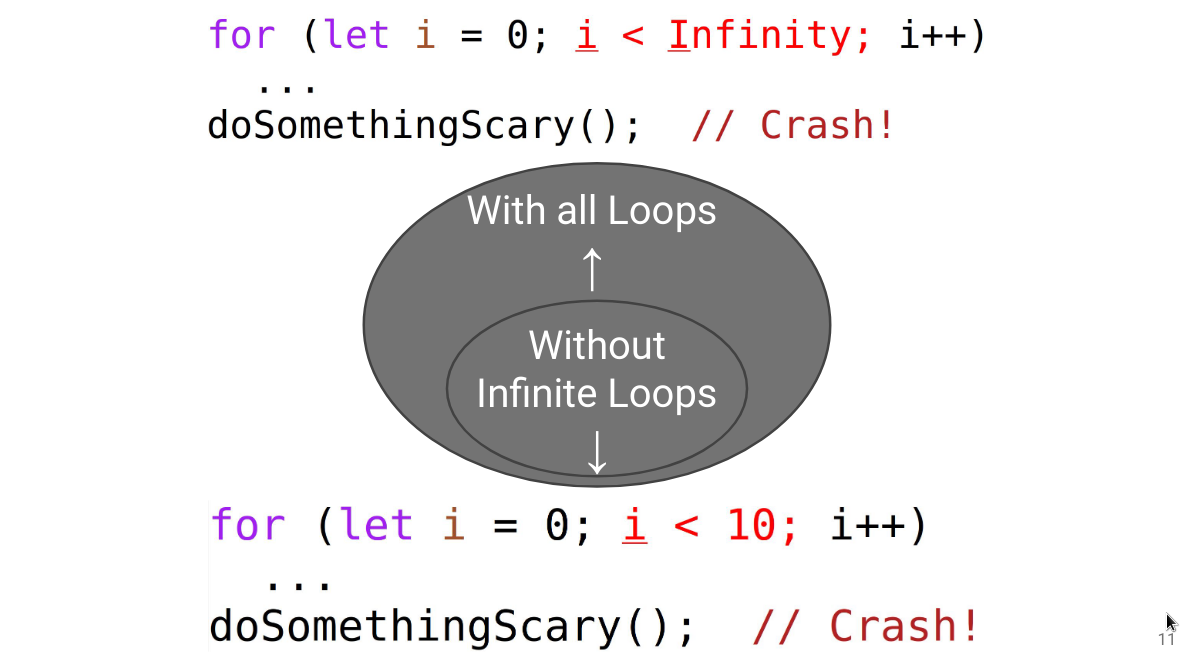 for (let i = 0; i < Infinity; i++)
...
doSomethingScary(); // Crash!
With all Loops
↑
Without
Infinite Loops
↓
for (let i = 0; i < 10; i++)
...
doSomethingScary(); // Crash!
11